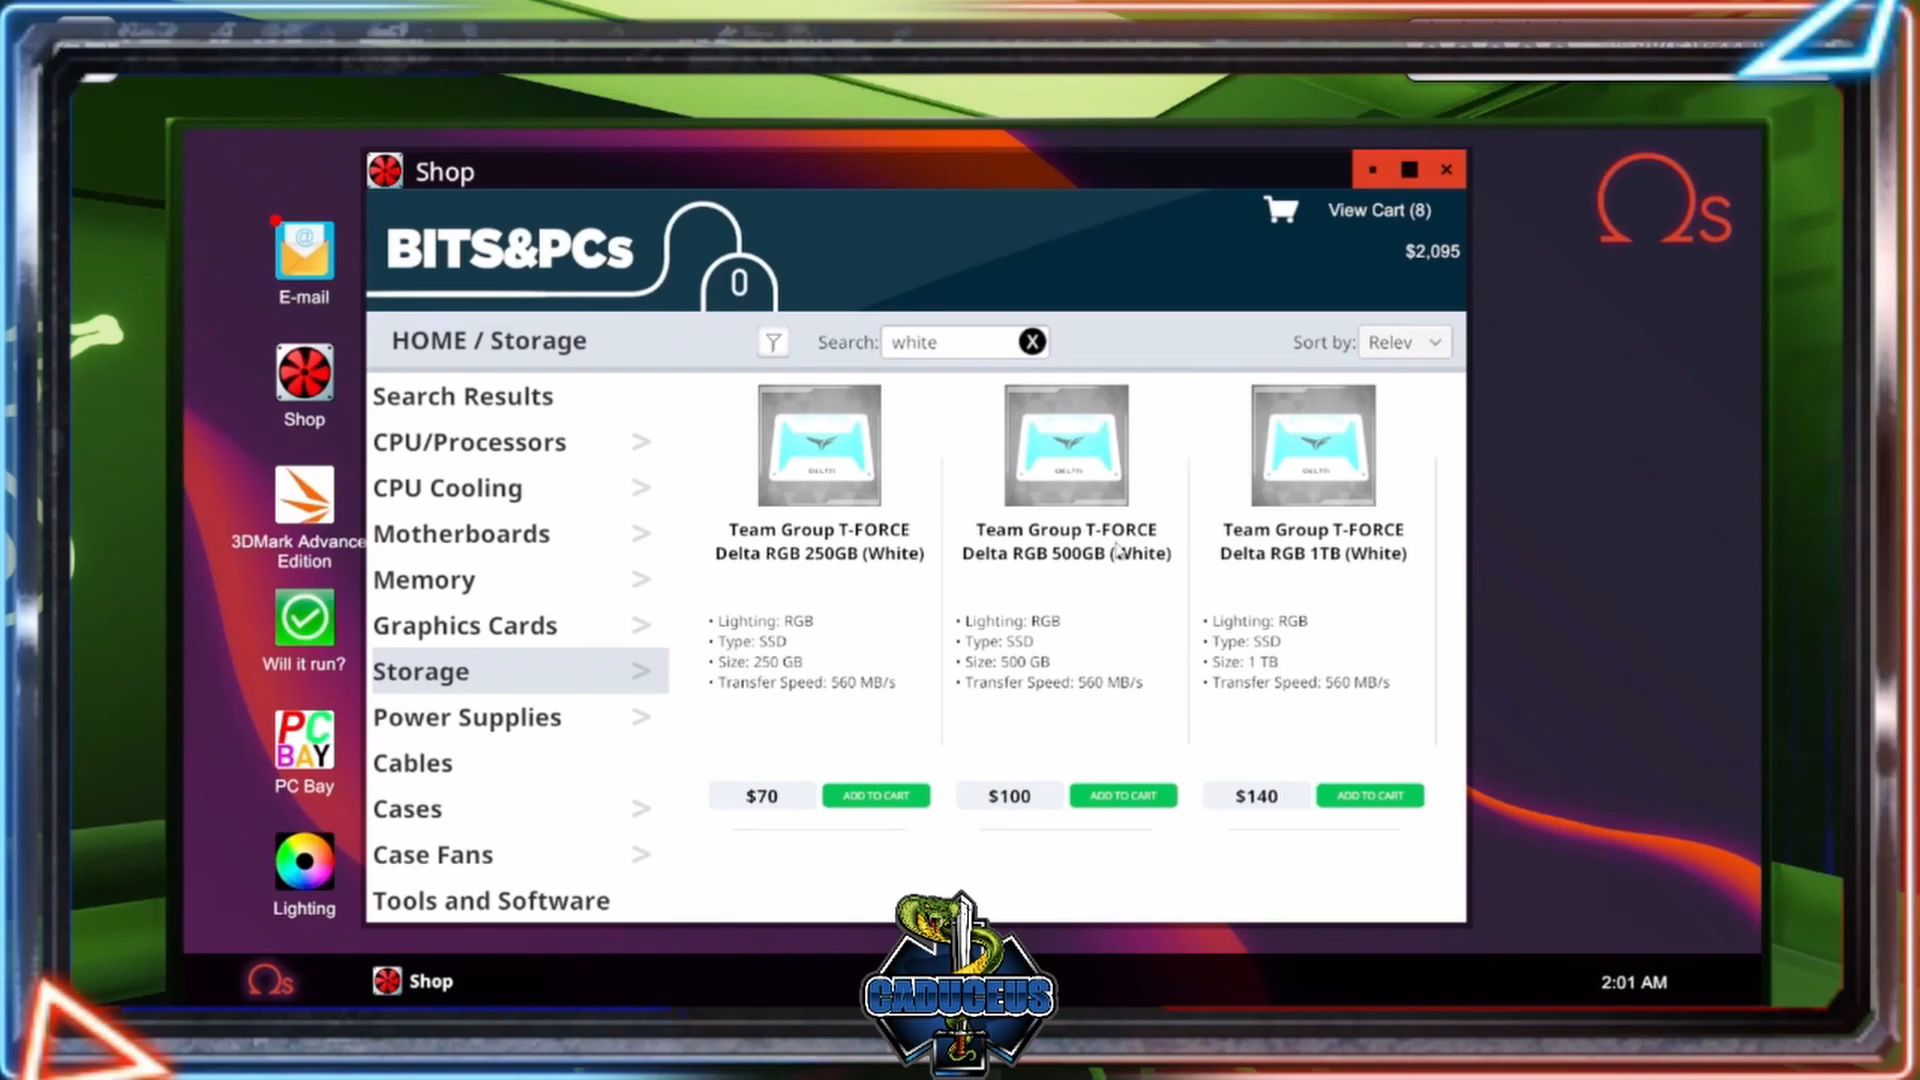 Shop
BITS&PCs
View Cart (8)
$2,095
HOME / Storage
Search: white X
Sort by: Relev
E-mail
Shop
3DMark Advance
Edition
Will it run?
PC
BAY
PC Bay
Lighting
Search Results
CPU/Processors >
CPU Cooling >
Motherboards >
Memory >
Graphics Cards >
Storage >
Power Supplies >
Cables
Cases >
Case Fans >
Tools and Software
DELTA
Team Group T-FORCE
Delta RGB 250GB (White)
• Lighting: RGB
• Type: SSD
• Size: 250 GB
• Transfer Speed: 560 MB/s
$70 ADD TO CART
DELTA
Team Group T-FORCE
Delta RGB 500GB (White)
• Lighting: RGB
• Type: SSD
• Size: 500 GB
• Transfer Speed: 560 MB/s
$100 ADD TO CART
DELTA
Team Group T-FORCE
Delta RGB 1TB (White)
• Lighting: RGB
• Type: SSD
• Size: 1 TB
• Transfer Speed: 560 MB/s
$140 ADD TO CART
Ωs
Ωs
Shop
2:01 AM
CADUCEUS